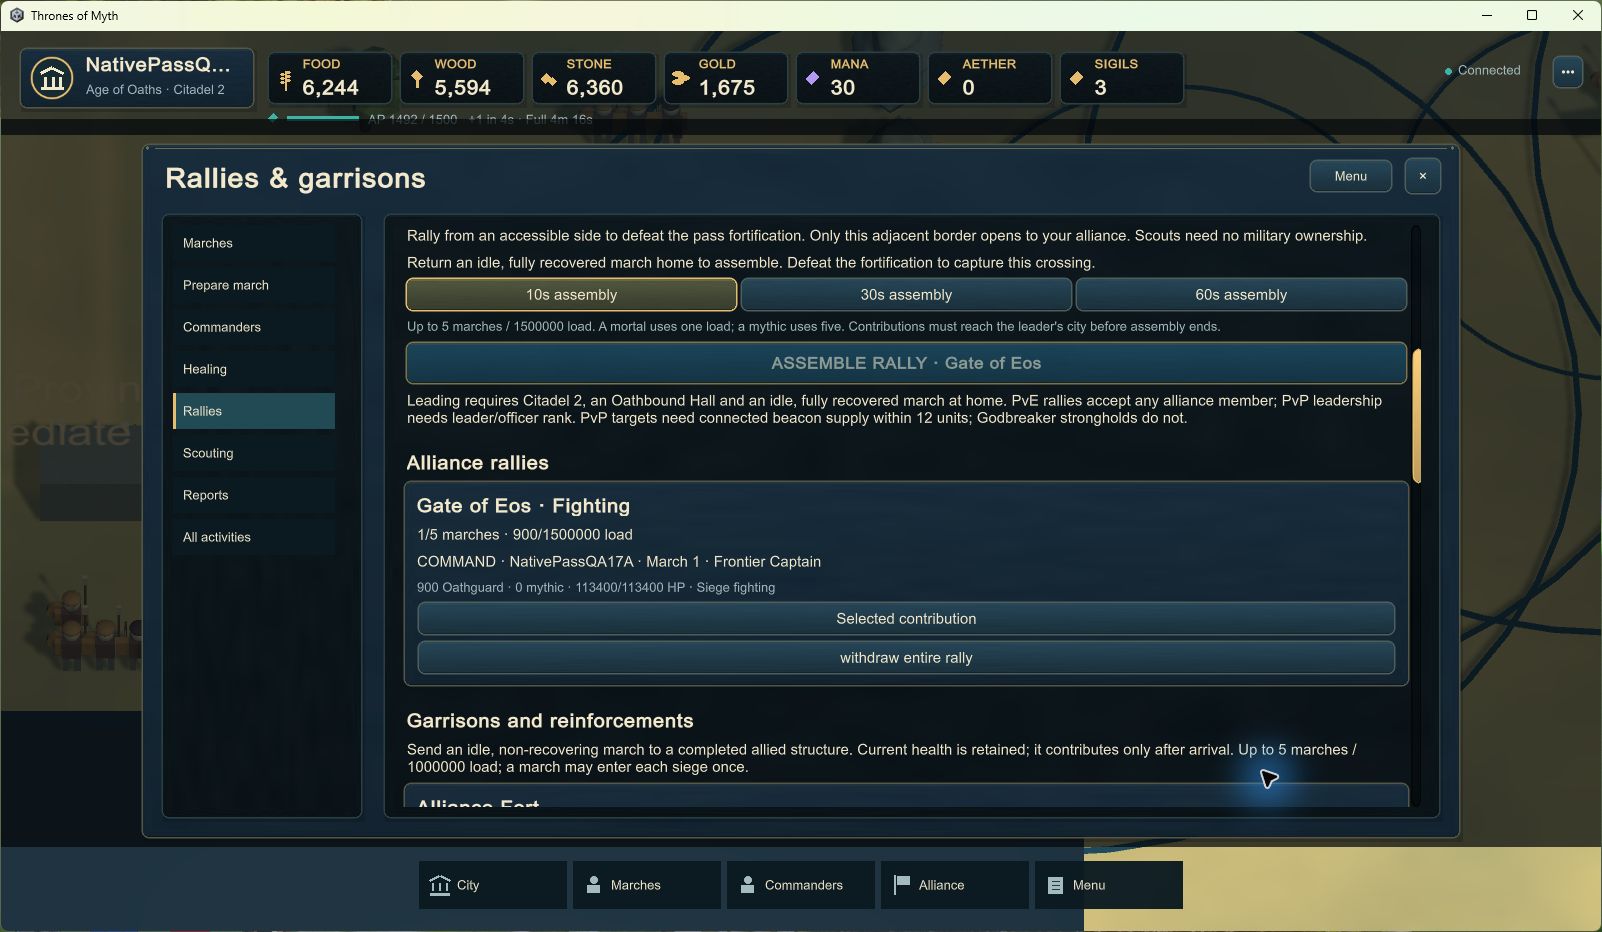 Thrones of Myth
NativePassQ...
Age of Oaths · Citadel 2
FOOD
6,244
WOOD
5,594
STONE
6,360
GOLD
1,675
MANA
30
AETHER
0
SIGILS
3
Connected
AP 1492 / 1500 · +1 in 4s · Full 4m 16s
Rallies & garrisons
Menu
×
Marches
Prepare march
Commanders
Healing
Rallies
Scouting
Reports
All activities
Rally from an accessible side to defeat the pass fortification. Only this adjacent border opens to your alliance. Scouts need no military ownership.
Return an idle, fully recovered march home to assemble. Defeat the fortification to capture this crossing.
10s assembly
30s assembly
60s assembly
Up to 5 marches / 1500000 load. A mortal uses one load; a mythic uses five. Contributions must reach the leader's city before assembly ends.
ASSEMBLE RALLY · Gate of Eos
Leading requires Citadel 2, an Oathbound Hall and an idle, fully recovered march at home. PvE rallies accept any alliance member; PvP leadership
needs leader/officer rank. PvP targets need connected beacon supply within 12 units; Godbreaker strongholds do not.
Alliance rallies
Gate of Eos · Fighting
1/5 marches · 900/1500000 load
COMMAND · NativePassQA17A · March 1 · Frontier Captain
900 Oathguard · 0 mythic · 113400/113400 HP · Siege fighting
Selected contribution
withdraw entire rally
Garrisons and reinforcements
Send an idle, non-recovering march to a completed allied structure. Current health is retained; it contributes only after arrival. Up to 5 marches /
1000000 load; a march may enter each siege once.
Alliance Fort
City
Marches
Commanders
Alliance
Menu